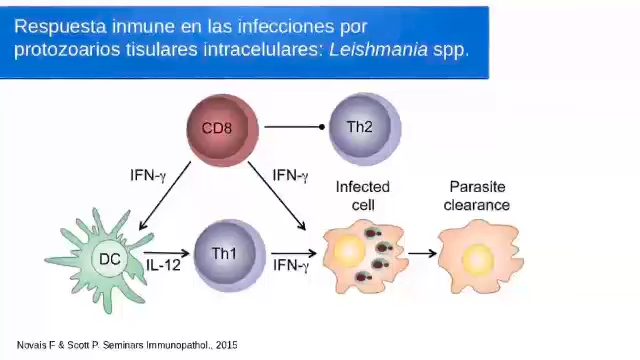 Respuesta inmune en las infecciones por
protozoarios tisulares intracelulares: Leishmania spp.
CD8
Th2
IFN-γ
IFN-γ
Infected
cell
Parasite
clearance
DC
IL-12
Th1
IFN-γ
Novais F & Scott P. Seminars Immunopathol., 2015